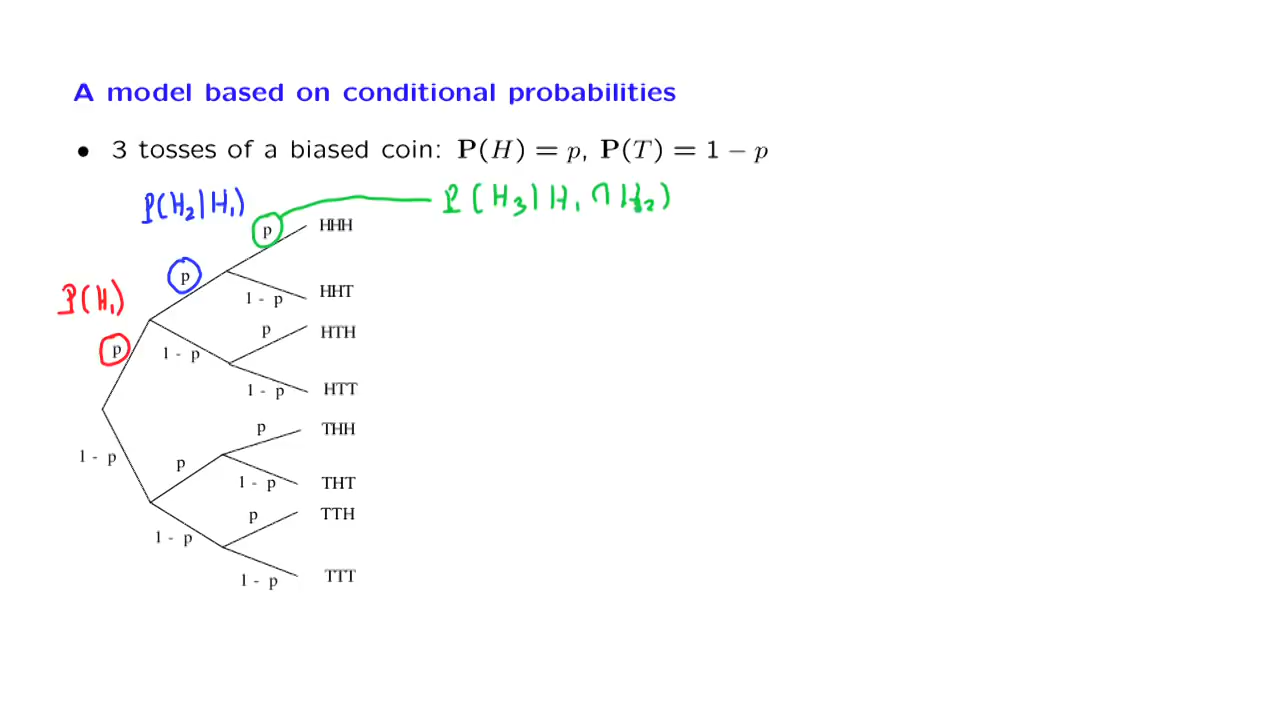 A model based on conditional probabilities
• 3 tosses of a biased coin: P(H) = p, P(T) = 1 − p
P(H₂|H₁)
P(H₃|H₁ ∩ H₂)
p
HHH
p
1 - p
HHT
P(H₁)
p
HTH
p
1 - p
1 - p
HTT
p
THH
1 - p
p
1 - p
THT
p
TTH
1 - p
1 - p
TTT